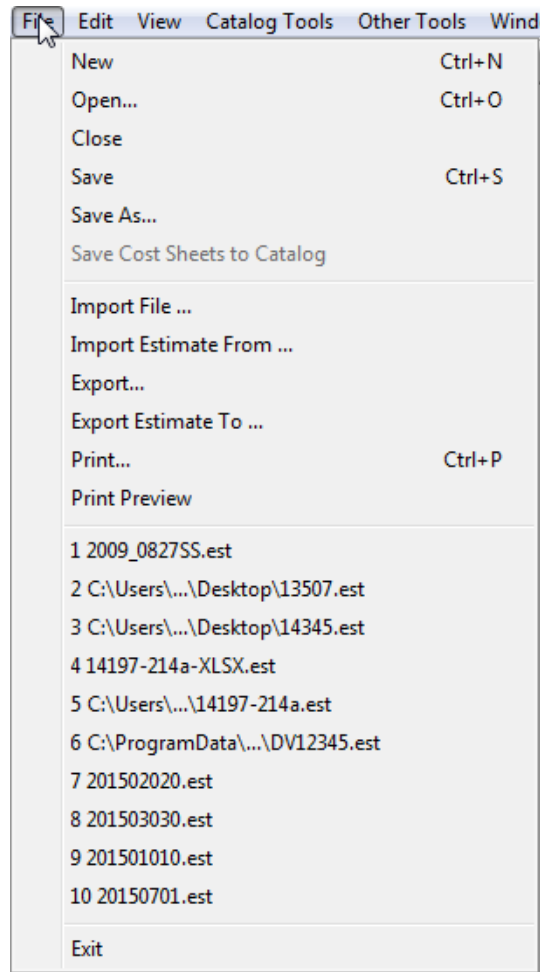 File Edit View Catalog Tools Other Tools Wind
New Ctrl+N
Open... Ctrl+O
Close
Save Ctrl+S
Save As...
Save Cost Sheets to Catalog
Import File ...
Import Estimate From ...
Export...
Export Estimate To ...
Print... Ctrl+P
Print Preview
1 2009_0827SS.est
2 C:\Users\...\Desktop\13507.est
3 C:\Users\...\Desktop\14345.est
4 14197-214a-XLSX.est
5 C:\Users\...\14197-214a.est
6 C:\ProgramData\...\DV12345.est
7 201502020.est
8 201503030.est
9 201501010.est
10 20150701.est
Exit